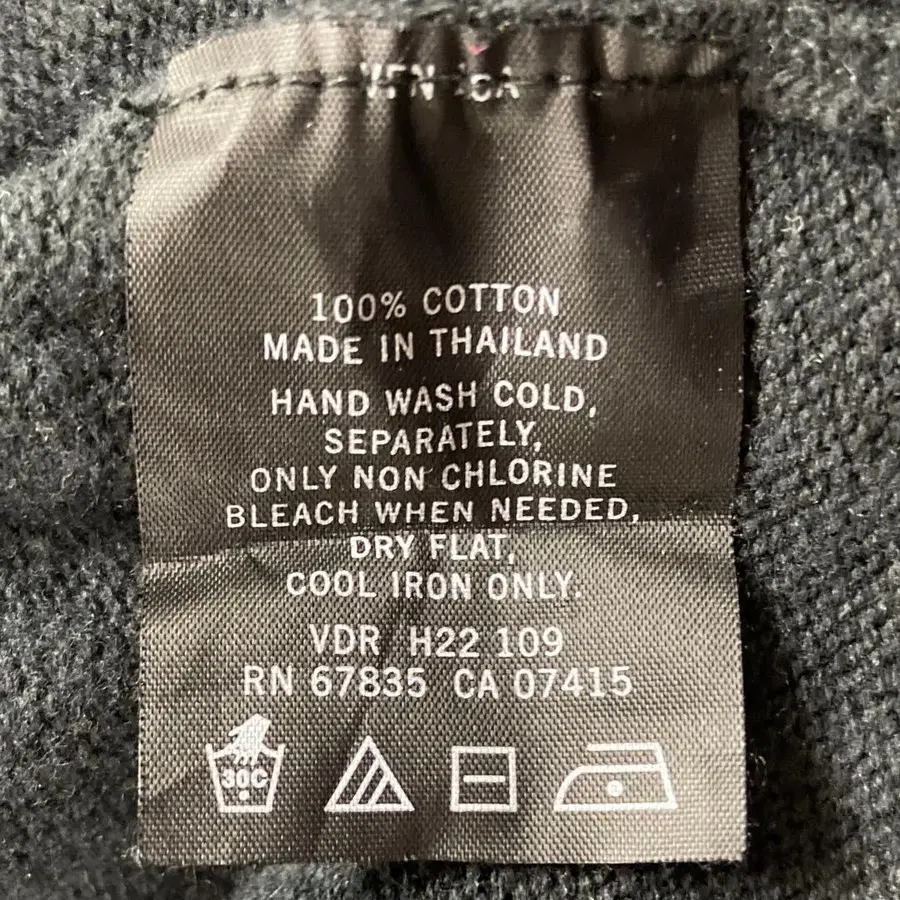 100% COTTON
MADE IN THAILAND
HAND WASH COLD,
SEPARATELY,
ONLY NON CHLORINE
BLEACH WHEN NEEDED,
DRY FLAT,
COOL IRON ONLY.
VDR H22 109
RN 67835 CA 07415
30C